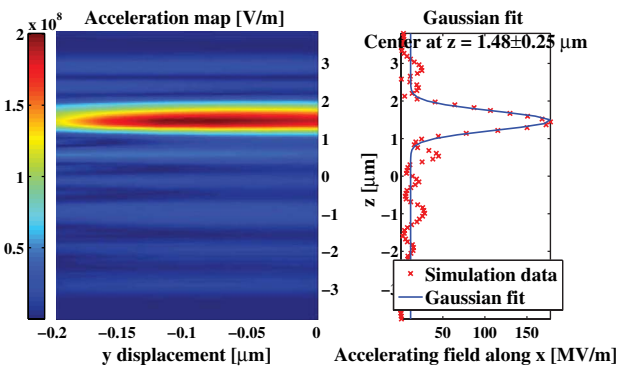 Acceleration map [V/m]
x 10^8
2
1.5
1
0.5
3
2
1
0
−1
−2
−3
−0.2 −0.15 −0.1 −0.05 0
y displacement [μm]
Gaussian fit
Center at z = 1.48±0.25 μm
3
2
1
0
−1
−2
z [μm]
Simulation data
Gaussian fit
50 100 150
Accelerating field along x [MV/m]